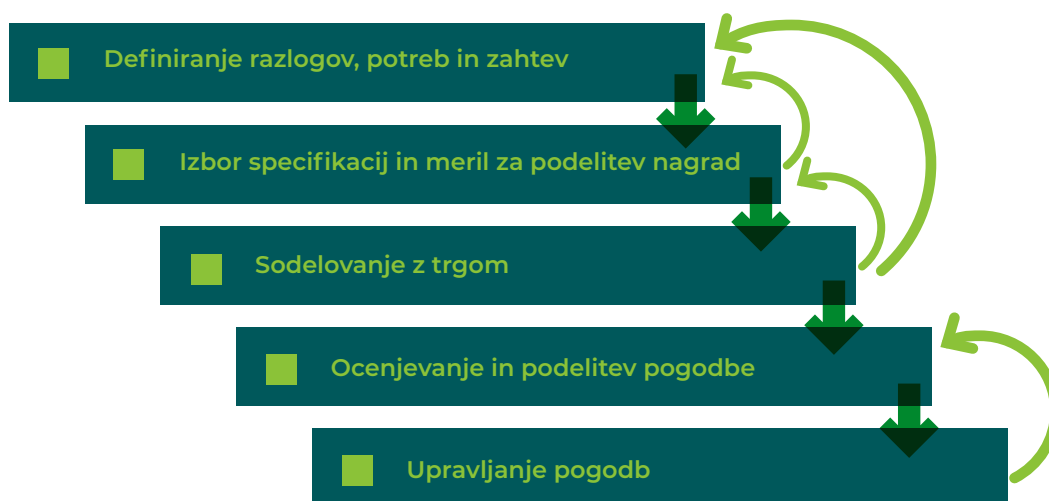 Definiranje razlogov, potreb in zahtev
Izbor specifikacij in meril za podelitev nagrad
Sodelovanje z trgom
Ocenjevanje in podelitev pogodbe
Upravljanje pogodb